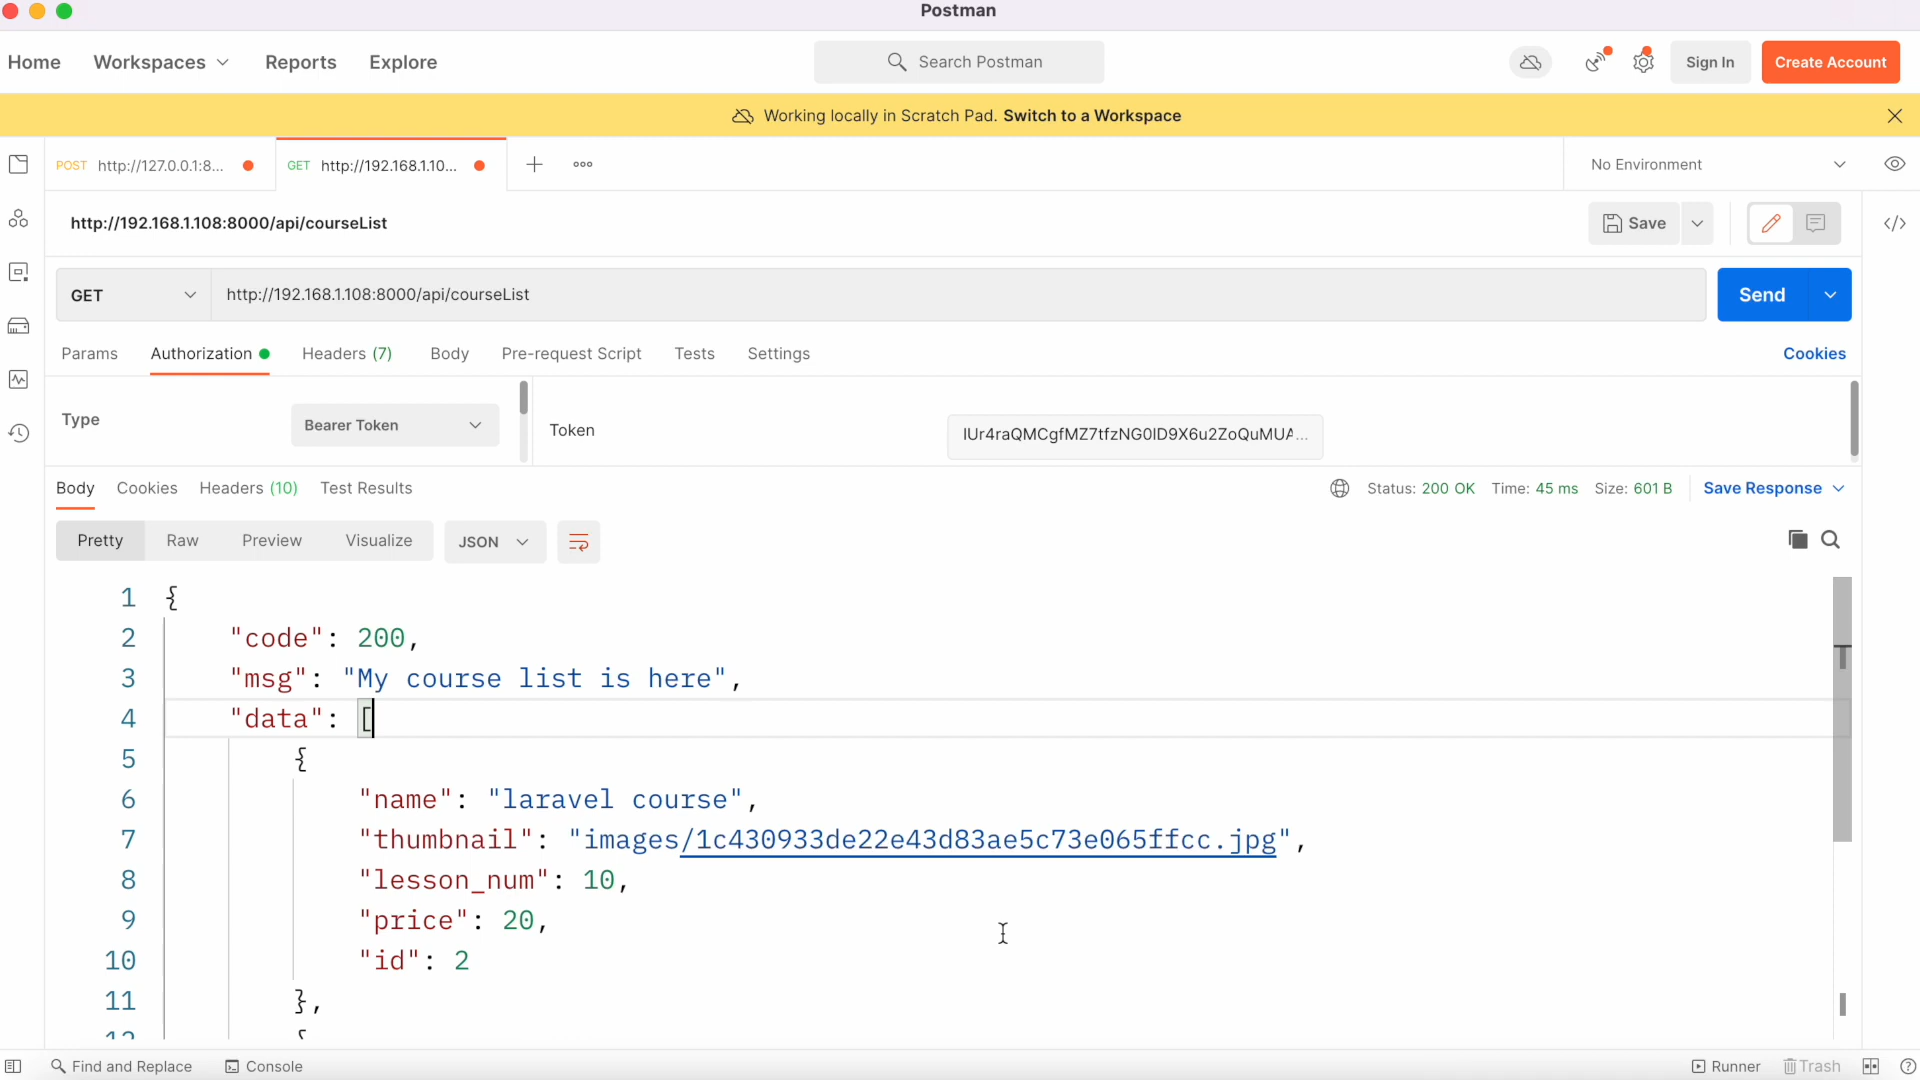 Postman
Home Workspaces Reports Explore Search Postman Sign In Create Account
Working locally in Scratch Pad. Switch to a Workspace
POST http://127.0.0.1:8... GET http://192.168.1.10... No Environment
http://192.168.1.108:8000/api/courseList Save
GET http://192.168.1.108:8000/api/courseList Send
Params Authorization Headers (7) Body Pre-request Script Tests Settings Cookies
Type Bearer Token Token IUr4raQMCgfMZ7tfzNG0ID9X6u2ZoQuMUA...
Body Cookies Headers (10) Test Results Status: 200 OK Time: 45 ms Size: 601 B Save Response
Pretty Raw Preview Visualize JSON
1 {
2 "code": 200,
3 "msg": "My course list is here",
4 "data": [
5 {
6 "name": "laravel course",
7 "thumbnail": "images/1c430933de22e43d83ae5c73e065ffcc.jpg",
8 "lesson_num": 10,
9 "price": 20,
10 "id": 2
11 },
12 {
Find and Replace Console Runner Trash